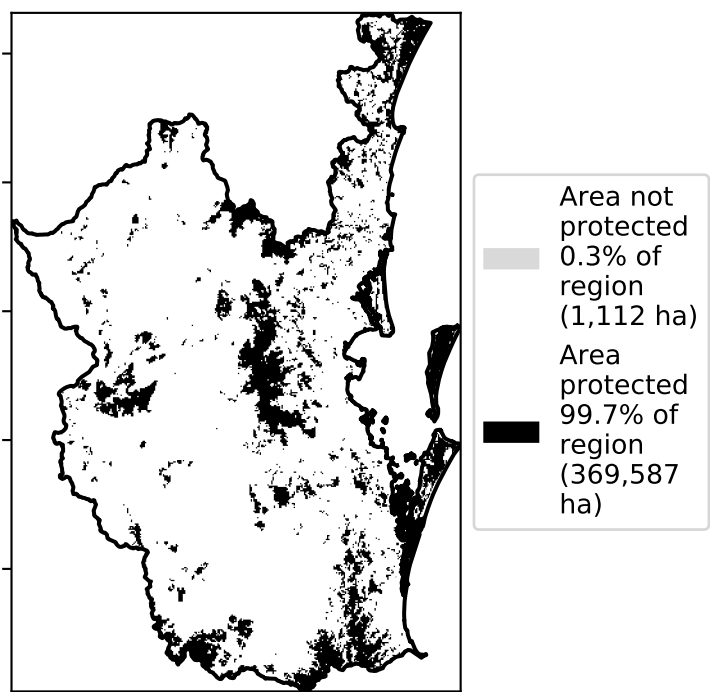 Area not
protected
0.3% of
region
(1,112 ha)
Area
protected
99.7% of
region
(369,587
ha)